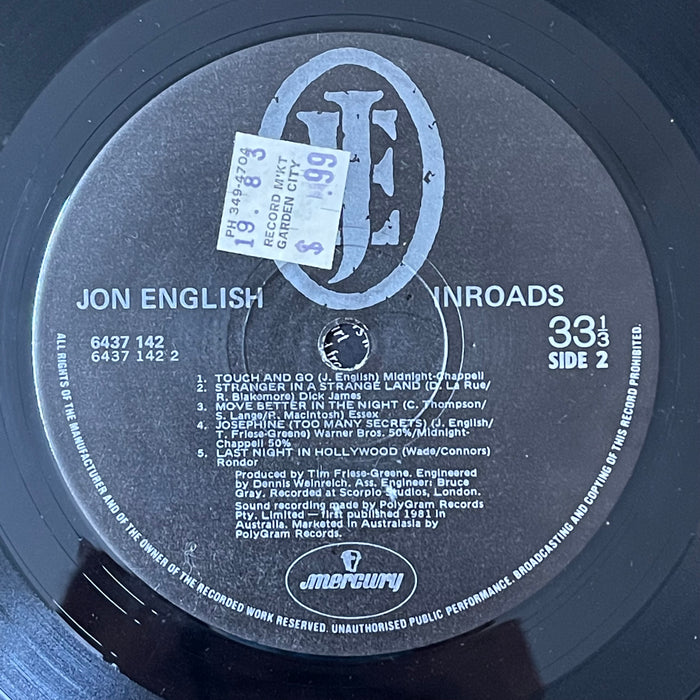 JE
PH 349-4704
19. 8 3
RECORD M'KT
GARDEN CITY
$ .99
JON ENGLISH
INROADS
6437 142
6437 142 2
33⅓
SIDE 2
1. TOUCH AND GO (J. English) Midnight-Chappell
2. STRANGER IN A STRANGE LAND (D. La Rue/
R. Blakemore) Dick James
3. MOVE BETTER IN THE NIGHT (C. Thompson/
S. Lange/P. MacIntosh) Essex
4. JOSEPHINE (TOO MANY SECRETS) (J. English/
T. Friese-Greene) Warner Bros. 50%/Midnight-
Chappell 50%
5. LAST NIGHT IN HOLLYWOOD (Wade/Connors)
Rondor
Produced by Tim Friese-Greene. Engineered
by Dennis Weinreich. Ass. Engineer: Bruce
Gray. Recorded at Scorpio Studios, London.
Sound recording made by PolyGram Records
Pty. Limited — first published 1981 in
Australia. Marketed in Australasia by
PolyGram Records.
mercury
ALL RIGHTS OF THE MANUFACTURER AND OF THE OWNER OF THE RECORDED WORK RESERVED. UNAUTHORISED PUBLIC PERFORMANCE, BROADCASTING AND COPYING OF THIS RECORD PROHIBITED.